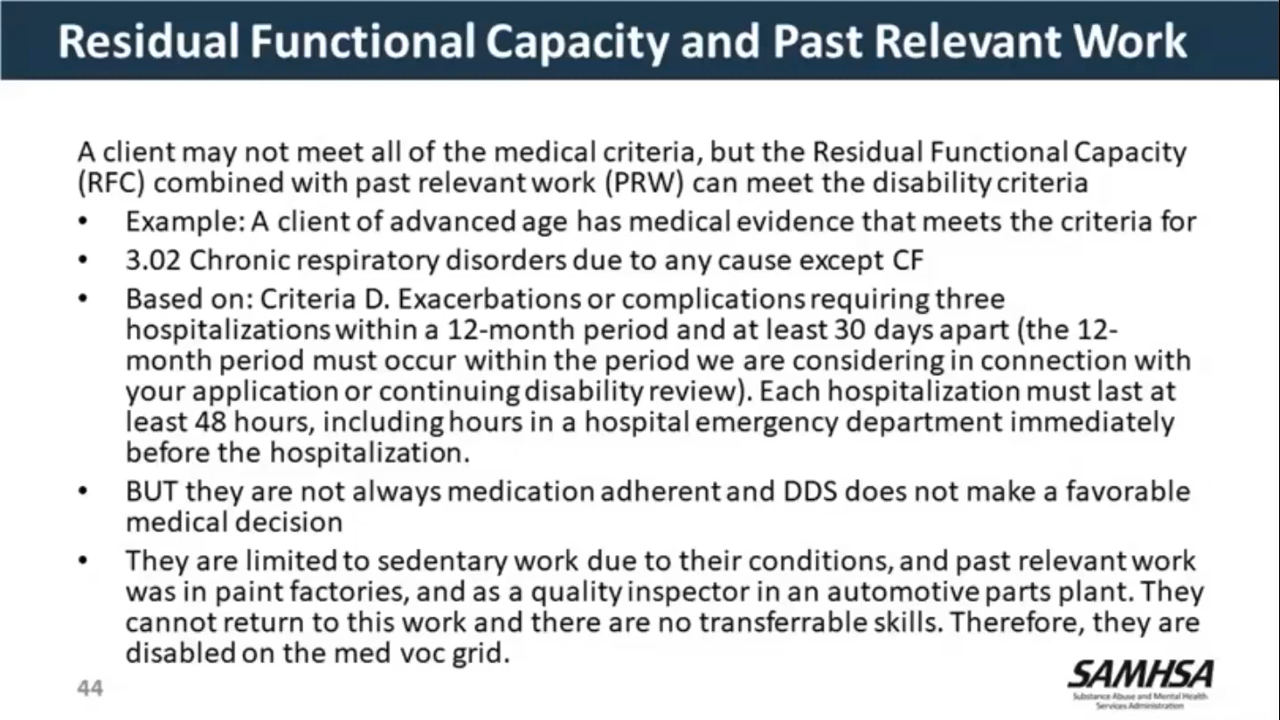 Residual Functional Capacity and Past Relevant Work
A client may not meet all of the medical criteria, but the Residual Functional Capacity
(RFC) combined with past relevant work (PRW) can meet the disability criteria
• Example: A client of advanced age has medical evidence that meets the criteria for
• 3.02 Chronic respiratory disorders due to any cause except CF
• Based on: Criteria D. Exacerbations or complications requiring three
hospitalizations within a 12-month period and at least 30 days apart (the 12-
month period must occur within the period we are considering in connection with
your application or continuing disability review). Each hospitalization must last at
least 48 hours, including hours in a hospital emergency department immediately
before the hospitalization.
• BUT they are not always medication adherent and DDS does not make a favorable
medical decision
• They are limited to sedentary work due to their conditions, and past relevant work
was in paint factories, and as a quality inspector in an automotive parts plant. They
cannot return to this work and there are no transferrable skills. Therefore, they are
disabled on the med voc grid.
44
SAMHSA
Substance Abuse and Mental Health
Services Administration